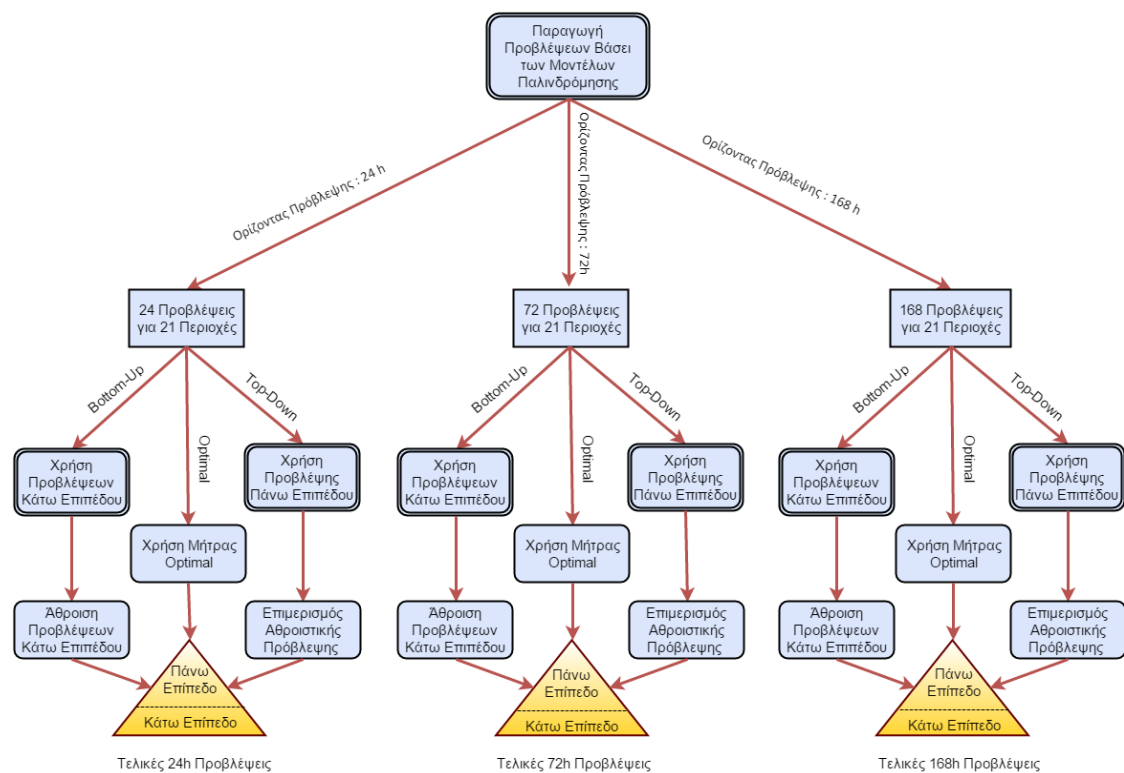 Παραγωγή
Προβλέψεων Βάσει
των Μοντέλων
Παλινδρόμησης
Ορίζοντας Πρόβλεψης : 24 h
Ορίζοντας Πρόβλεψης : 72h
Ορίζοντας Πρόβλεψης : 168 h
24 Προβλέψεις
για 21 Περιοχές
72 Προβλέψεις
για 21 Περιοχές
168 Προβλέψεις
για 21 Περιοχές
Bottom-Up
Optimal
Top-Down
Bottom-Up
Optimal
Top-Down
Bottom-Up
Optimal
Top-Down
Χρήση
Προβλέψεων
Κάτω Επιπέδου
Χρήση
Πρόβλεψης
Πάνω Επιπέδου
Χρήση
Προβλέψεων
Κάτω Επιπέδου
Χρήση
Πρόβλεψης
Πάνω Επιπέδου
Χρήση
Προβλέψεων
Κάτω Επιπέδου
Χρήση
Πρόβλεψης
Πάνω Επιπέδου
Χρήση Μήτρας
Optimal
Χρήση Μήτρας
Optimal
Χρήση Μήτρας
Optimal
Άθροιση
Προβλέψεων
Κάτω Επιπέδου
Επιμερισμός
Αθροιστικής
Πρόβλεψης
Άθροιση
Προβλέψεων
Κάτω Επιπέδου
Επιμερισμός
Αθροιστικής
Πρόβλεψης
Άθροιση
Προβλέψεων
Κάτω Επιπέδου
Επιμερισμός
Αθροιστικής
Πρόβλεψης
Πάνω
Επίπεδο
Κάτω Επίπεδο
Πάνω
Επίπεδο
Κάτω Επίπεδο
Πάνω
Επίπεδο
Κάτω Επίπεδο
Τελικές 24h Προβλέψεις
Τελικές 72h Προβλέψεις
Τελικές 168h Προβλέψεις